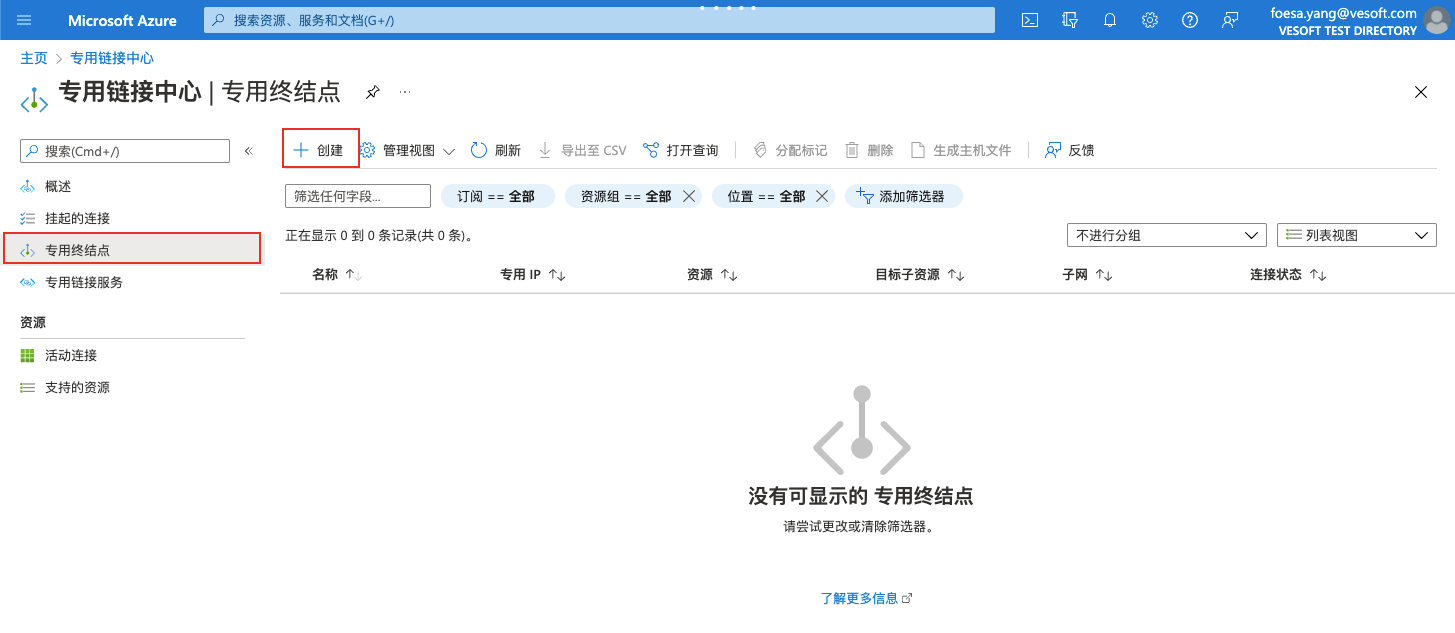 Microsoft Azure
搜索资源、服务和文档(G+/)
foesa.yang@vesoft.com
VESOFT TEST DIRECTORY
主页 > 专用链接中心
专用链接中心 | 专用终结点
搜索(Cmd+/)
概述
挂起的连接
专用终结点
专用链接服务
资源
活动连接
支持的资源
创建 管理视图 刷新 导出至 CSV 打开查询 分配标记 删除 生成主机文件 反馈
筛选任何字段... 订阅 == 全部 资源组 == 全部 位置 == 全部 添加筛选器
正在显示 0 到 0 条记录(共 0 条)。 不进行分组 列表视图
名称 专用 IP 资源 目标子资源 子网 连接状态
没有可显示的 专用终结点
请尝试更改或清除筛选器。
了解更多信息